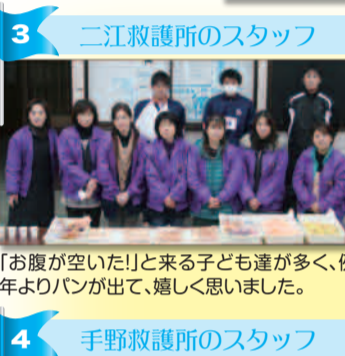 3 二江救護所のスタッフ
「お腹が空いた!」と来る子ども達が多く、例
年よりパンが出て、嬉しく思いました。
4 手野救護所のスタッフ